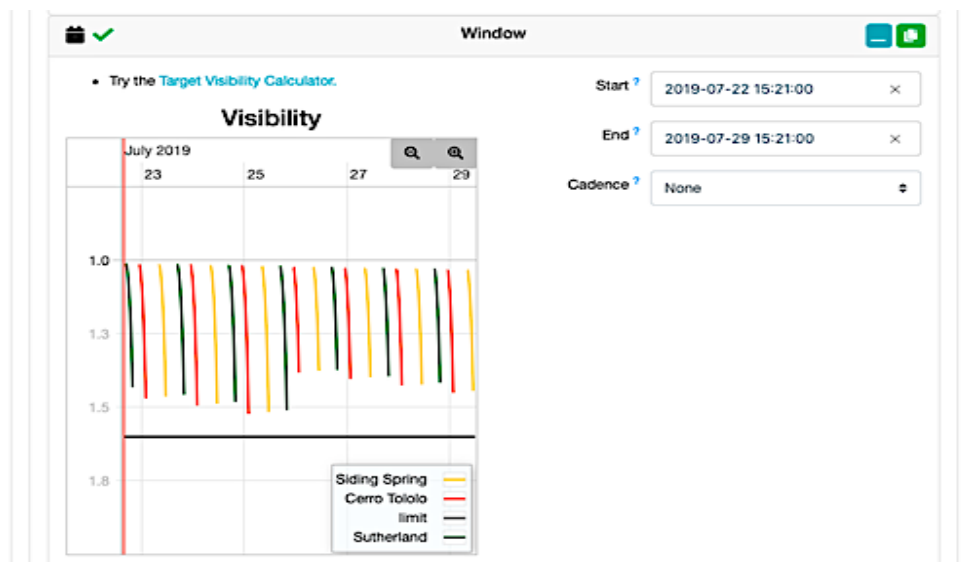 Window
Try the Target Visibility Calculator.
Visibility
July 2019
23 25 27 29
1.0
1.3
1.5
1.8
Siding Spring
Cerro Tololo
limit
Sutherland
Start ? 2019-07-22 15:21:00 ×
End ? 2019-07-29 15:21:00 ×
Cadence ? None